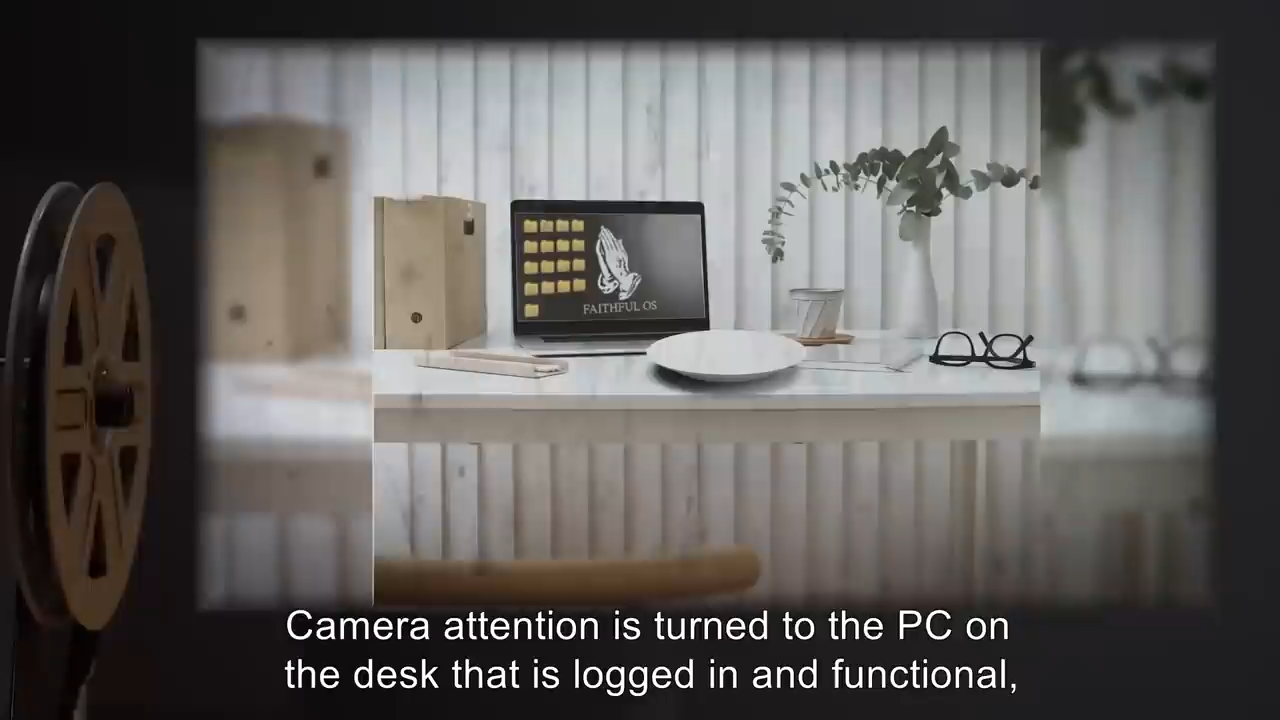 FAITHFUL OS
Camera attention is turned to the PC on
the desk that is logged in and functional,